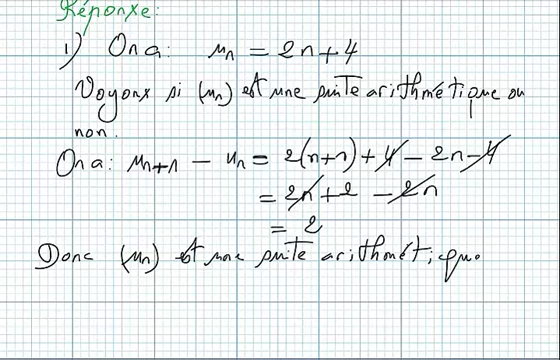 Réponse:
1) On a: un = 2n + 4
Voyons si (un) est une suite arithmétique ou
non.
On a: un+1 − un = 2(n+1) + 4 − 2n − 4
= 2n + 2 − 2n
= 2
Donc (un) est une suite arithmétique.